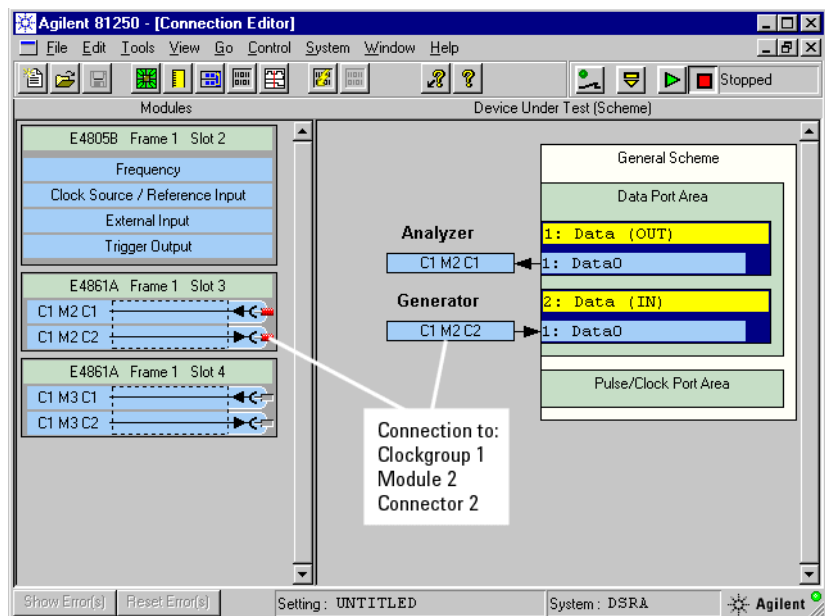 Agilent 81250 - [Connection Editor]
File Edit Tools View Go Control System Window Help
Stopped
Modules
Device Under Test (Scheme)
E4805B Frame 1 Slot 2
Frequency
Clock Source / Reference Input
External Input
Trigger Output
E4861A Frame 1 Slot 3
C1 M2 C1
C1 M2 C2
E4861A Frame 1 Slot 4
C1 M3 C1
C1 M3 C2
General Scheme
Data Port Area
Analyzer
1: Data (OUT)
C1 M2 C1
1: Data0
Generator
2: Data (IN)
C1 M2 C2
1: Data0
Pulse/Clock Port Area
Connection to:
Clockgroup 1
Module 2
Connector 2
Show Error(s)
Reset Error(s)
Setting: UNTITLED
System: DSRA
Agilent